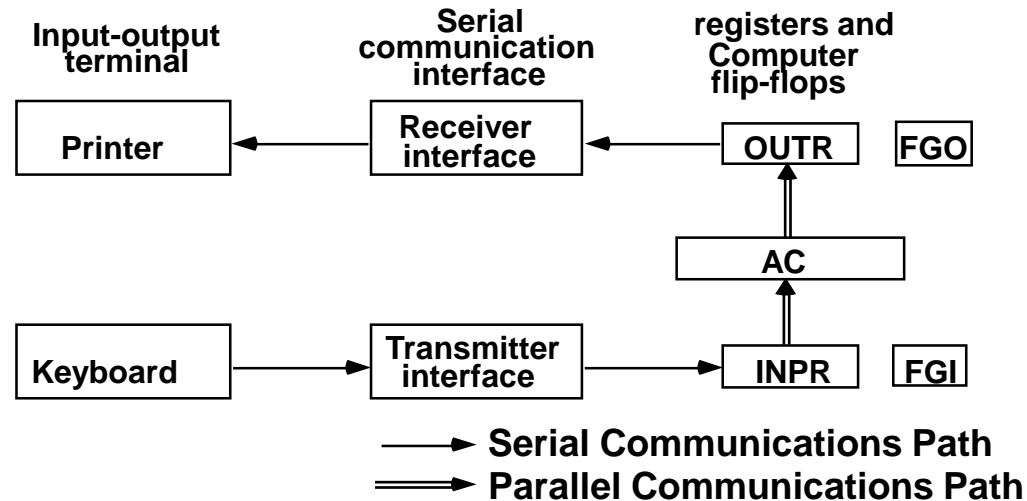 Input-output
terminal
Serial
communication
interface
registers and
Computer
flip-flops
Printer
Receiver
interface
OUTR
FGO
AC
Keyboard
Transmitter
interface
INPR
FGI
Serial Communications Path
Parallel Communications Path